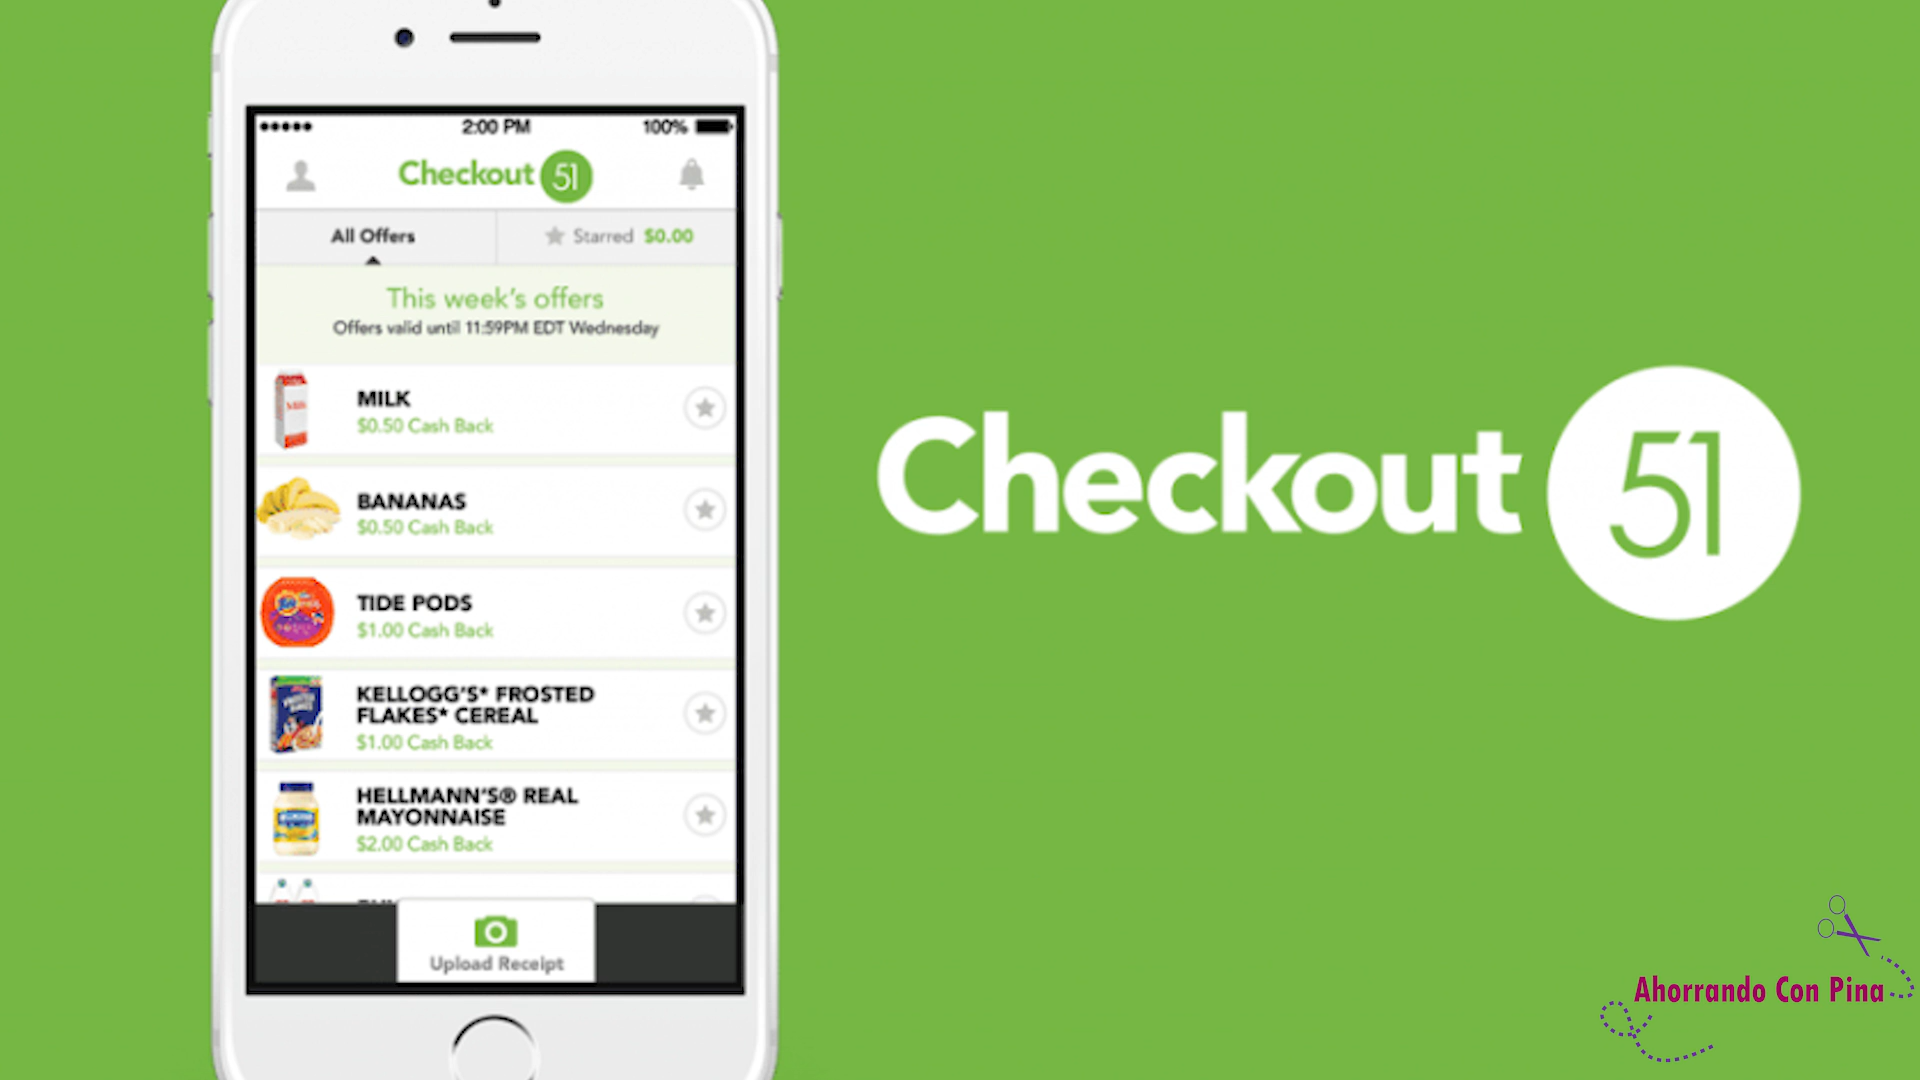 2:00 PM 100%
Checkout 51
All Offers Starred $0.00
This week's offers
Offers valid until 11:59PM EDT Wednesday
MILK
$0.50 Cash Back
BANANAS
$0.50 Cash Back
TIDE PODS
$1.00 Cash Back
KELLOGG'S* FROSTED
FLAKES* CEREAL
$1.00 Cash Back
HELLMANN'S® REAL
MAYONNAISE
$2.00 Cash Back
Upload Receipt
Checkout 51
Ahorrando Con Pina